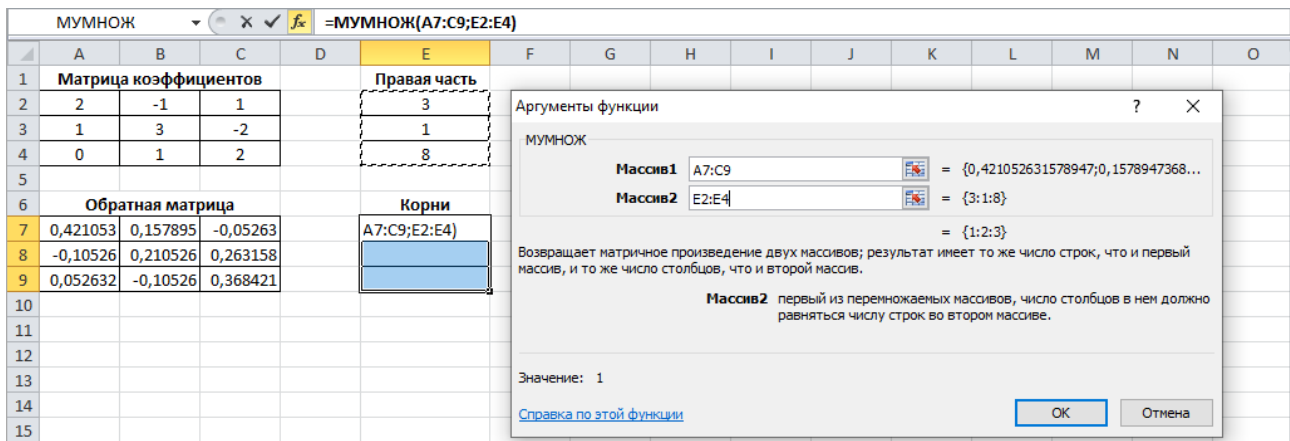 МУМНОЖ fx =МУМНОЖ(A7:C9;E2:E4)
A B C D E F G H I J K L M N O
1 Матрица коэффициентов Правая часть
2 2 -1 1 3
3 1 3 -2 1
4 0 1 2 8
5
6 Обратная матрица Корни
7 0,421053 0,157895 -0,05263 A7:C9;E2:E4)
8 -0,10526 0,210526 0,263158
9 0,052632 -0,10526 0,368421
10
11
12
13
14
15
Аргументы функции ?
МУМНОЖ
Массив1 A7:C9 = {0,421052631578947;0,1578947368...
Массив2 E2:E4 = {3:1:8}
= {1:2:3}
Возвращает матричное произведение двух массивов; результат имеет то же число строк, что и первый
массив, и то же число столбцов, что и второй массив.
Массив2 первый из перемножаемых массивов, число столбцов в нем должно
равняться числу строк во втором массиве.
Значение: 1
Справка по этой функции ОК Отмена